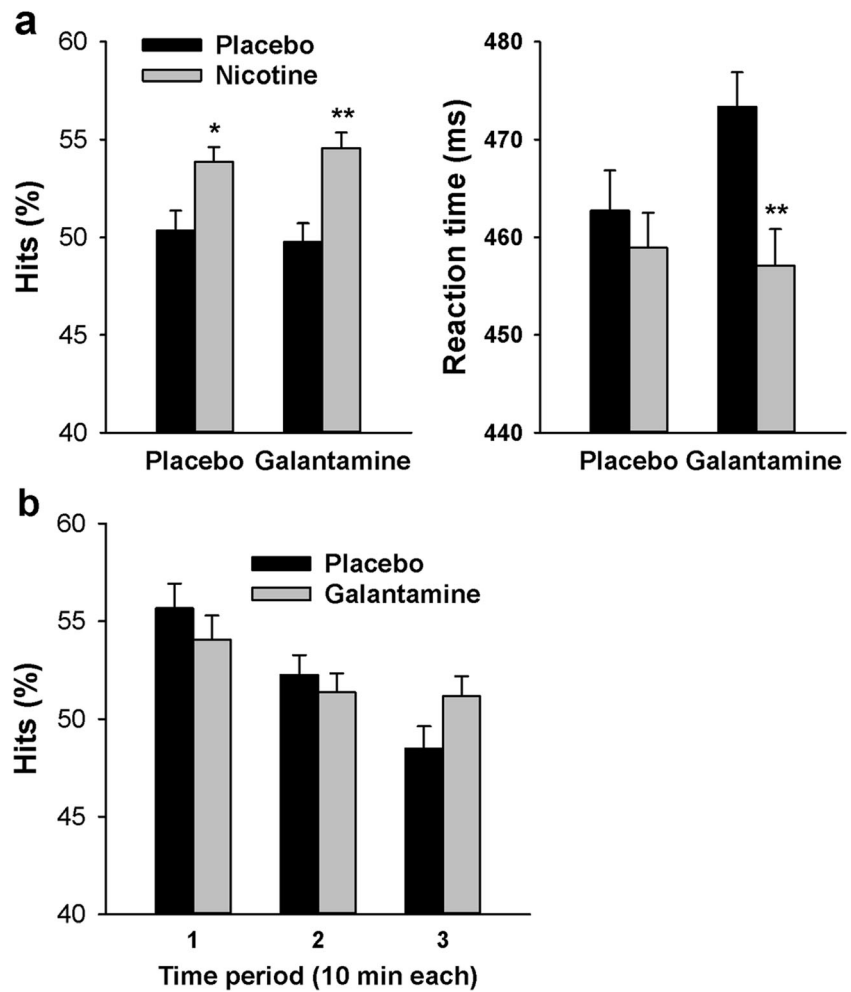 a
Placebo
Nicotine
60
55
50
45
40
Hits (%)
*
**
Placebo Galantamine
480
470
460
450
440
Reaction time (ms)
**
Placebo Galantamine
b
Placebo
Galantamine
60
55
50
45
40
Hits (%)
1 2 3
Time period (10 min each)